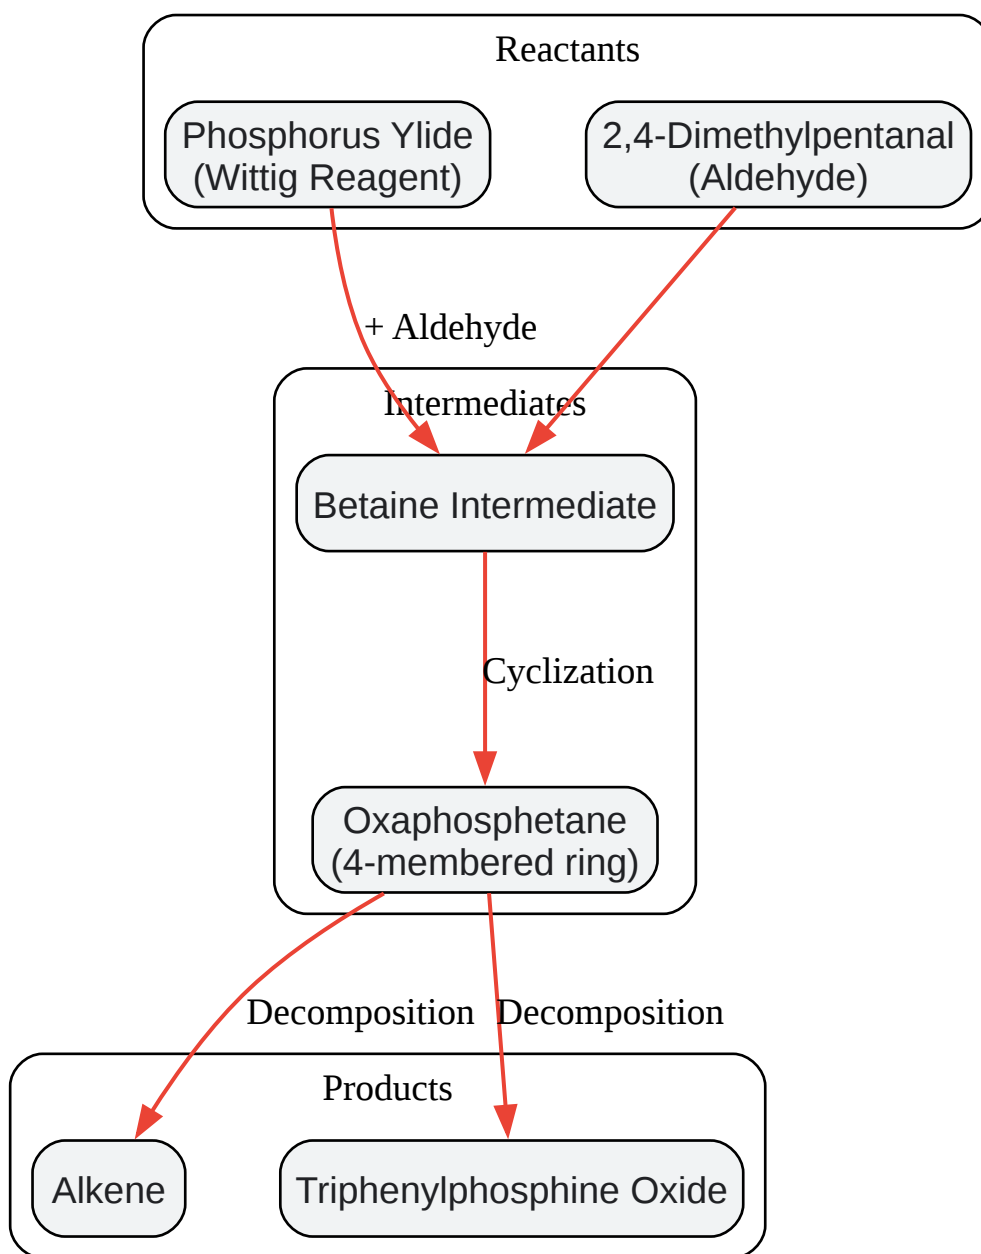 Reactants
Phosphorus Ylide
(Wittig Reagent)
2,4-Dimethylpentanal
(Aldehyde)
+ Aldehyde
Intermediates
Betaine Intermediate
Cyclization
Oxaphosphetane
(4-membered ring)
Decomposition
Decomposition
Products
Alkene
Triphenylphosphine Oxide